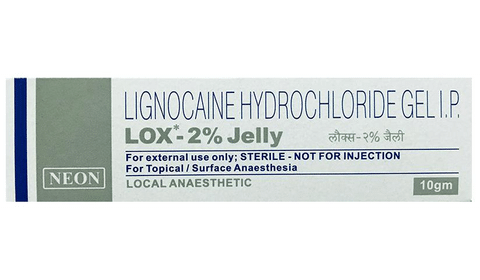 LIGNOCAINE HYDROCHLORIDE GEL I.P.
LOX*-2% Jelly लौक्स-२% जैली
For external use only; STERILE - NOT FOR INJECTION
For Topical / Surface Anaesthesia
NEON LOCAL ANAESTHETIC 10gm